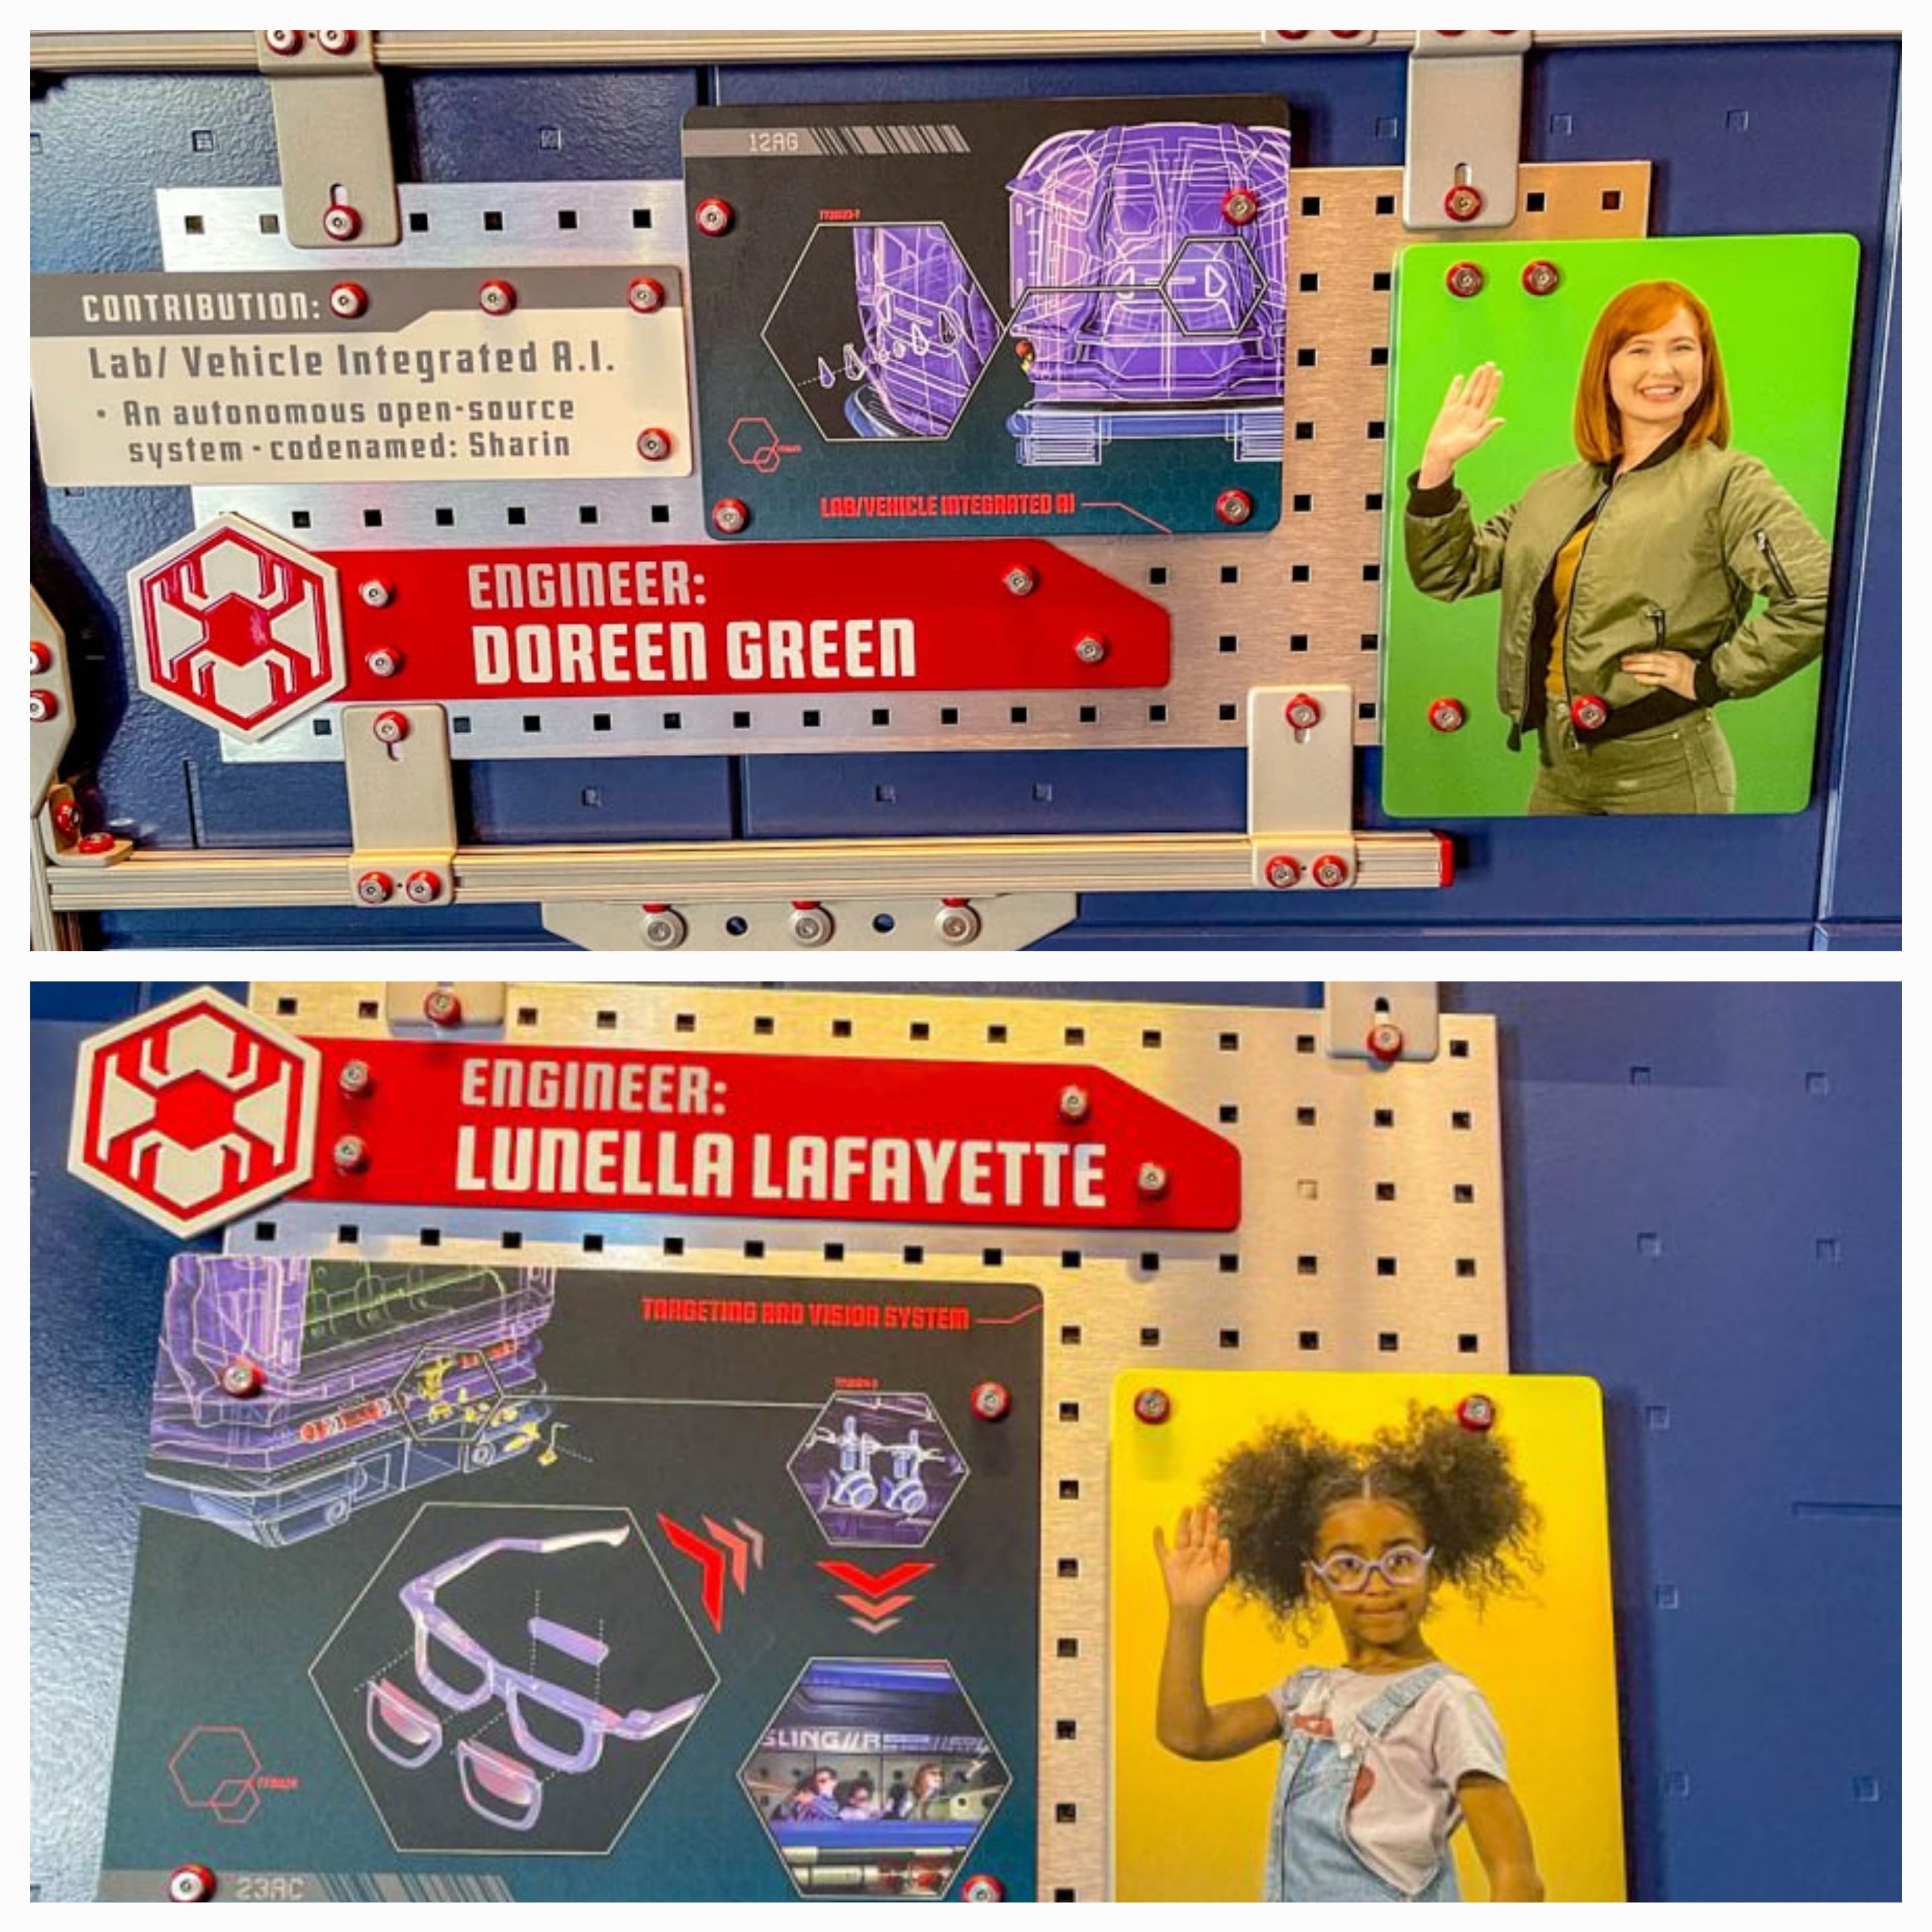 12AG
CONTRIBUTION:
Lab/ Vehicle Integrated A.I.
• An autonomous open-source
system - codenamed: Sharin
LAB/VEHICLE INTEGRATED AI
ENGINEER:
DOREEN GREEN
ENGINEER:
LUNELLA LAFAYETTE
TARGETING AND VISION SYSTEM
SLING//R
23AC